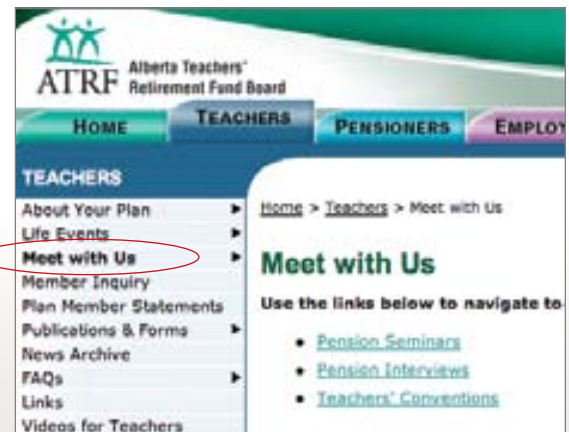 ATRF Alberta Teachers'
Retirement Fund Board
HOME
TEACHERS
PENSIONERS
EMPLOY
TEACHERS
About Your Plan
Life Events
Meet with Us
Member Inquiry
Plan Member Statements
Publications & Forms
News Archive
FAQs
Links
Videos for Teachers
Home > Teachers > Meet with Us
Meet with Us
Use the links below to navigate to
• Pension Seminars
• Pension Interviews
• Teachers' Conventions